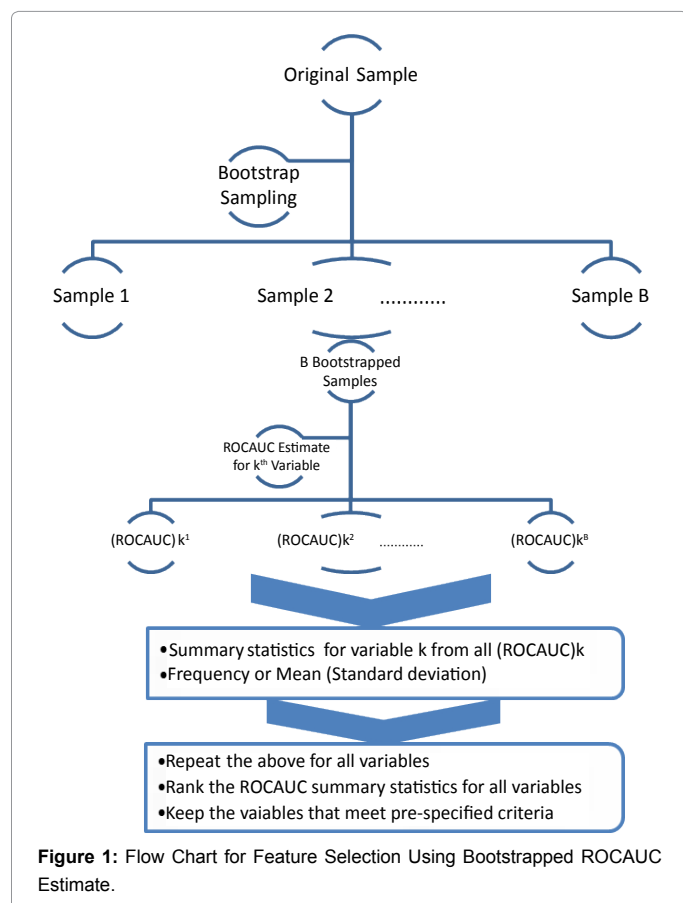 Original Sample
Bootstrap
Sampling
Sample 1
Sample 2 ............
Sample B
B Bootstrapped
Samples
ROCAUC Estimate
for kth Variable
(ROCAUC) k1
(ROCAUC)k2 ............
(ROCAUC)kB
•Summary statistics for variable k from all (ROCAUC)k
•Frequency or Mean (Standard deviation)
•Repeat the above for all variables
•Rank the ROCAUC summary statistics for all variables
•Keep the vaiables that meet pre-specified criteria
Figure 1: Flow Chart for Feature Selection Using Bootstrapped ROCAUC
Estimate.